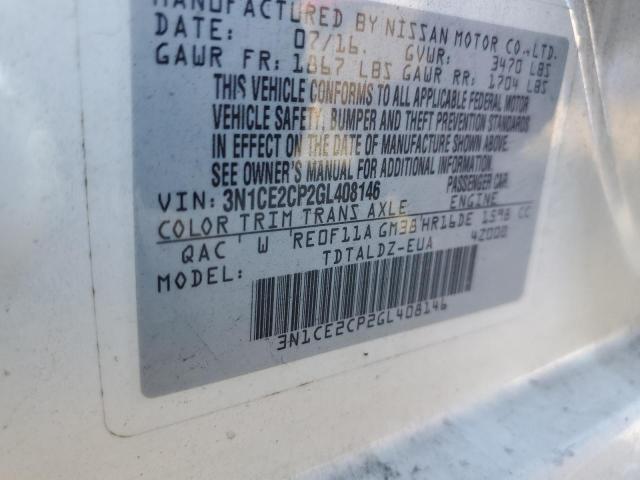 MANUFACTURED BY NISSAN MOTOR CO.,LTD.
DATE: 07/16. GVWR: 3470 LBS
GAWR FR: 1867 LBS GAWR RR: 1704 LBS
THIS VEHICLE CONFORMS TO ALL APPLICABLE FEDERAL MOTOR
VEHICLE SAFETY, BUMPER AND THEFT PREVENTION STANDARDS
IN EFFECT ON THE DATE OF MANUFACTURE SHOWN ABOVE.
SEE OWNER'S MANUAL FOR ADDITIONAL INFORMATION.
VIN: 3N1CE2CP2GL408146 PASSENGER CAR
COLOR TRIM TRANS AXLE ENGINE
QAC W RE0F11A GM38 HR16DE 1598 CC
MODEL: TDTALDZ-EUA 42000
3N1CE2CP2GL408146